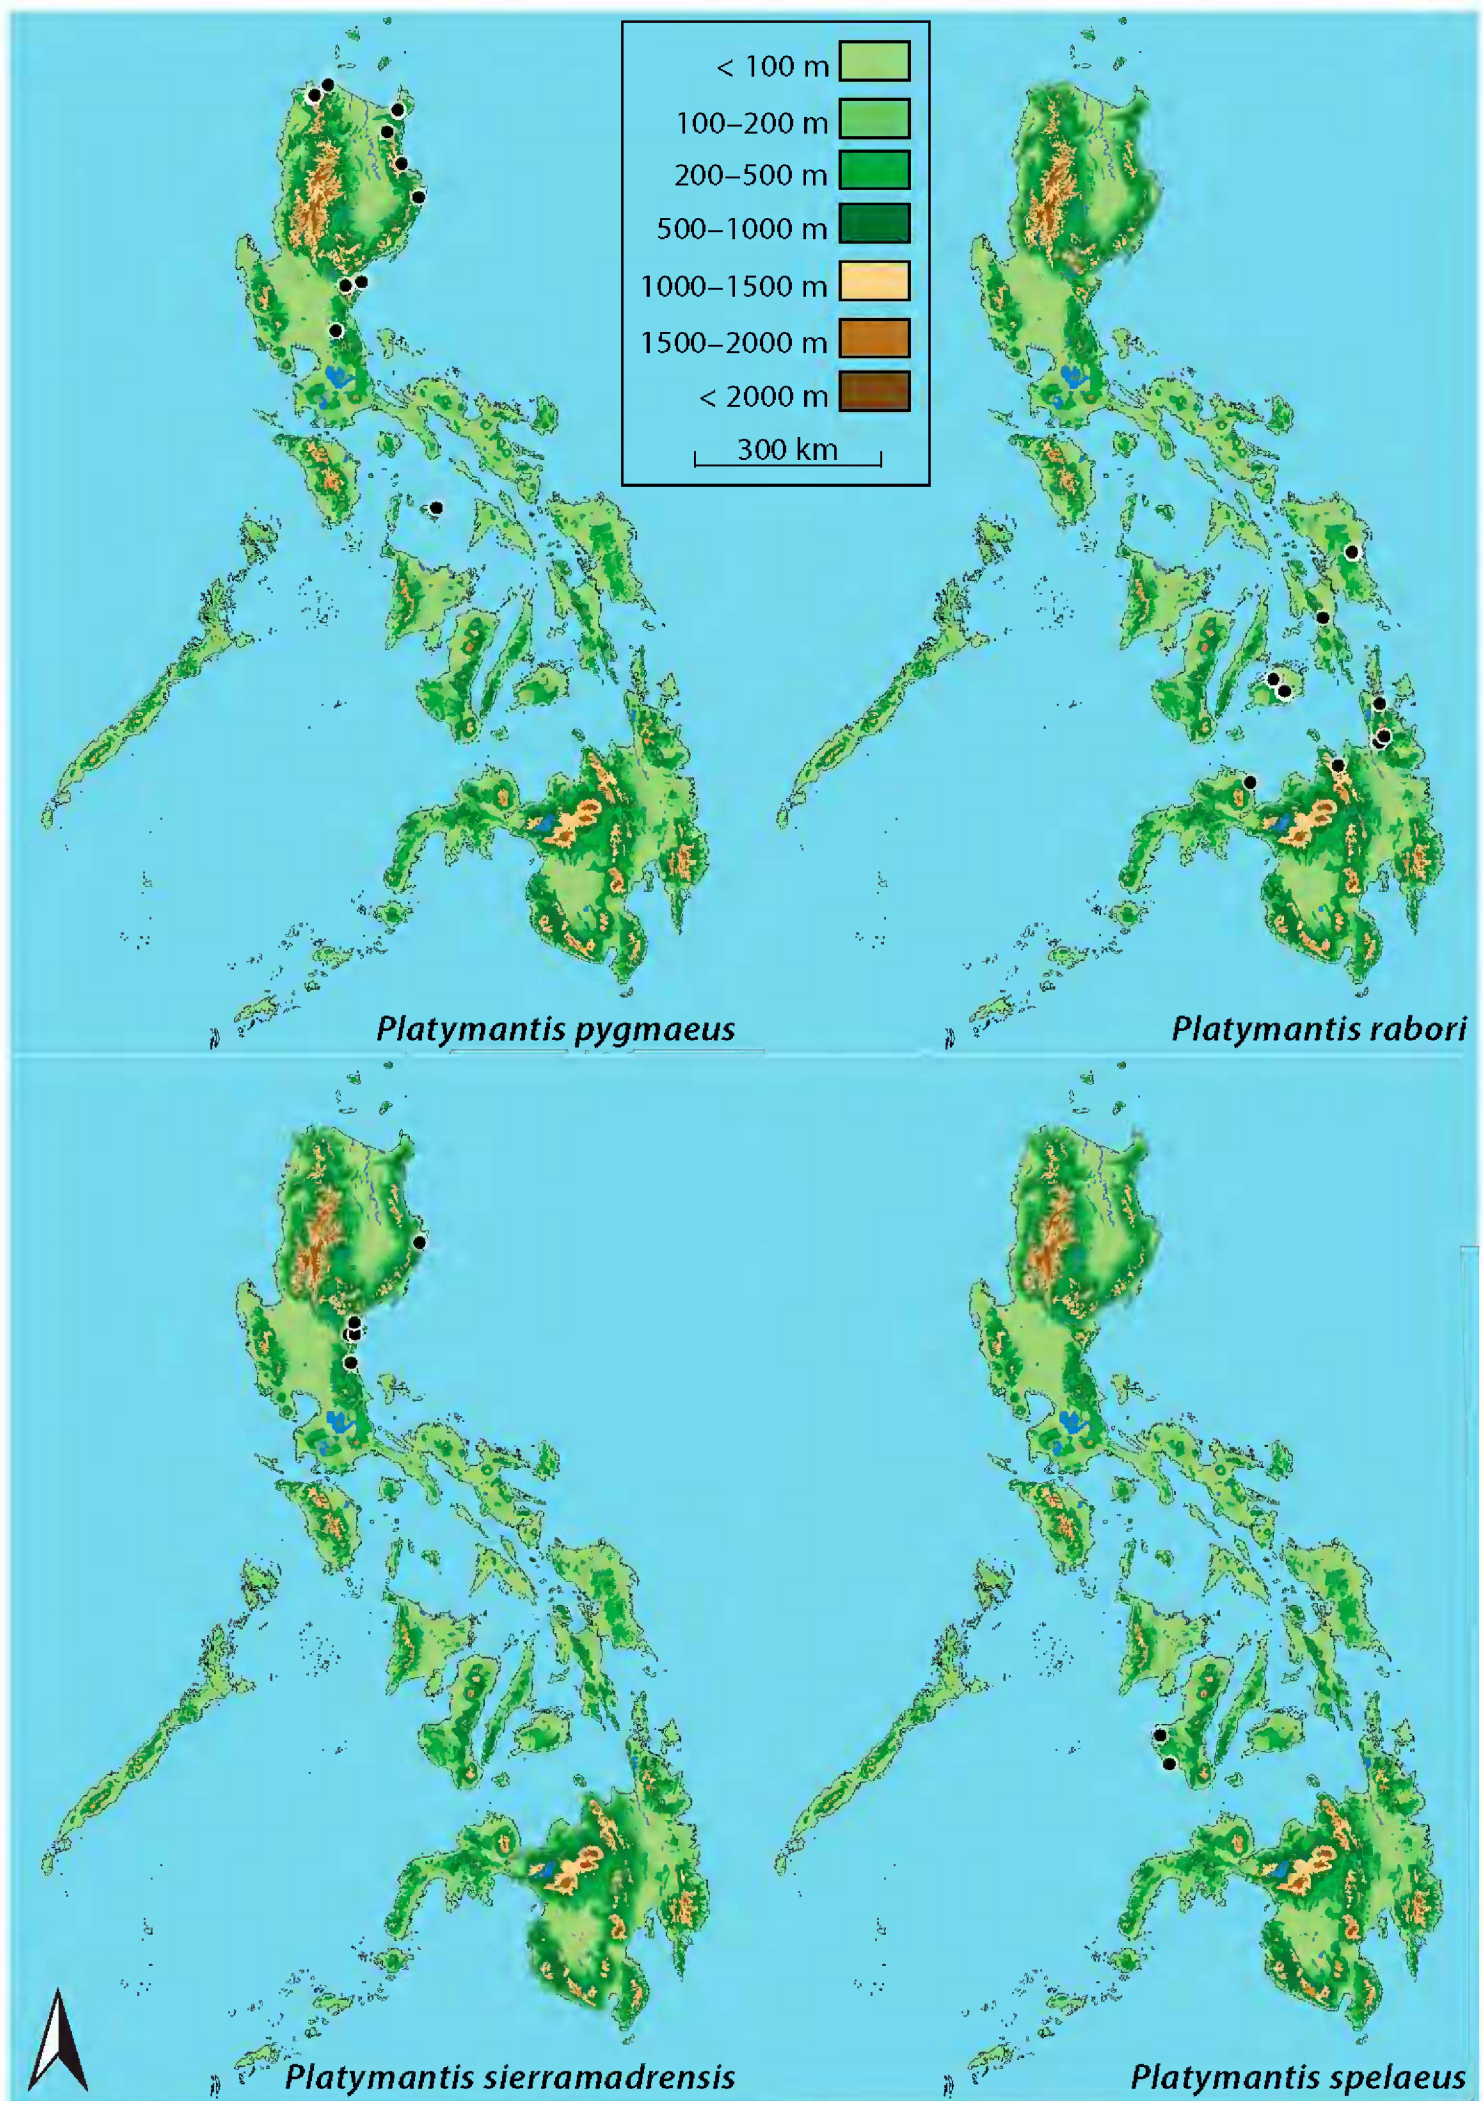 < 100 m
100–200 m
200–500 m
500–1000 m
1000–1500 m
1500–2000 m
< 2000 m
300 km
Platymantis pygmaeus
Platymantis rabori
Platymantis sierramadrensis
Platymantis spelaeus